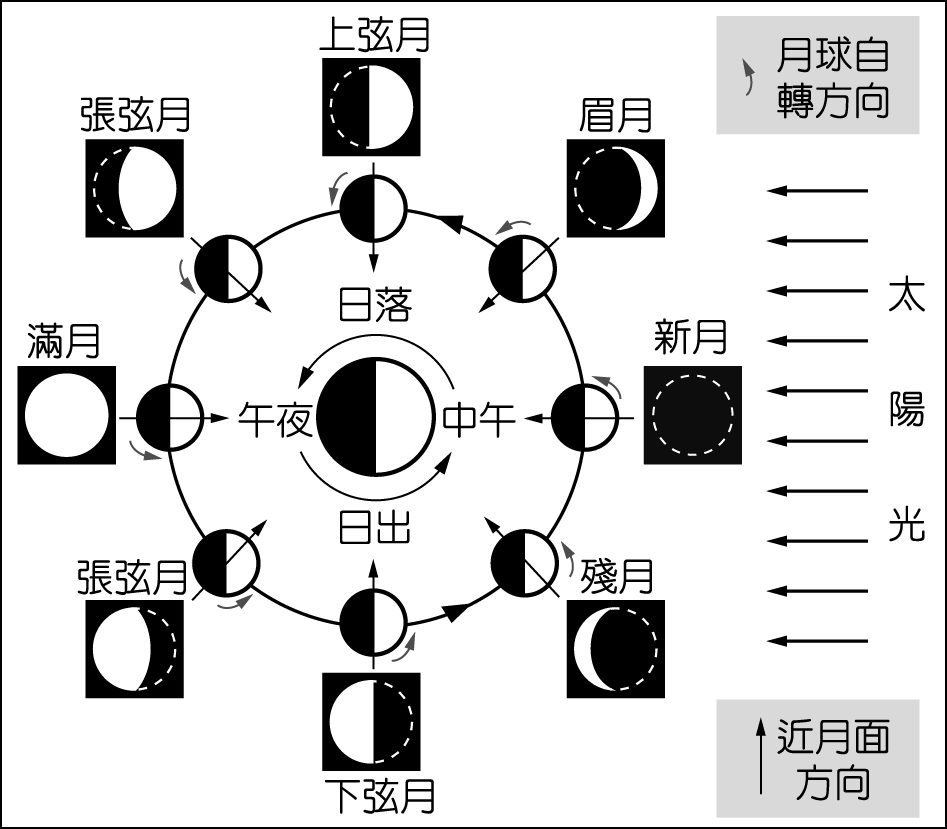 上弦月
月球自
轉方向
張弦月
眉月
日落
太
陽
光
滿月
新月
午夜
中午
日出
張弦月
殘月
下弦月
近月面
方向